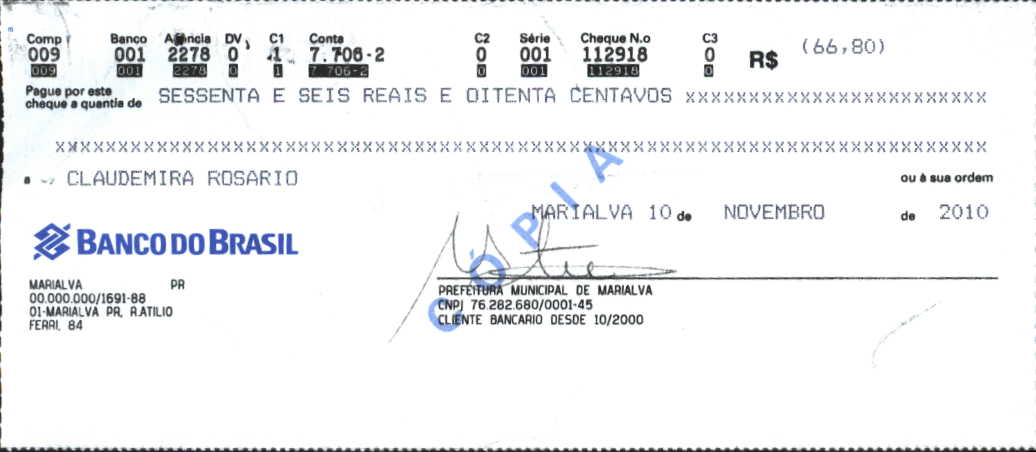 Comp Banco Agência DV C1 Conta C2 Série Cheque N.o C3
009 001 2278 0 1 7.706-2 0 001 112918 0 R$ (66,80)
009 001 2278 0 1 7 706-2 0 001 112918 0
Pague por este
cheque a quantia de SESSENTA E SEIS REAIS E OITENTA CENTAVOS xxxxxxxxxxxxxxxxxxxxxxxx
xxxxxxxxxxxxxxxxxxxxxxxxxxxxxxxxxxxxxxxxxxxxxxxxxxxxxxxxxxxxxxxxxxxxxxxxxxx
a CLAUDEMIRA ROSARIO ou à sua ordem
MARIALVA 10 de NOVEMBRO de 2010
CÓPIA
BANCO DO BRASIL
MARIALVA PR
00.000.000/1691-88
01-MARIALVA PR, R.ATILIO
FERRI, 84
PREFEITURA MUNICIPAL DE MARIALVA
CNPJ 76.282.680/0001-45
CLIENTE BANCARIO DESDE 10/2000